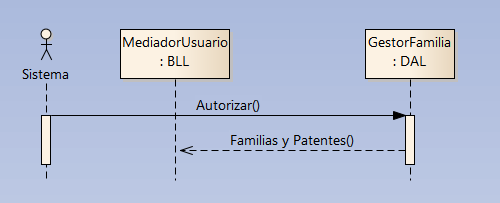 MediadorUsuario
: BLL
GestorFamilia
: DAL
Sistema
Autorizar()
Familias y Patentes()